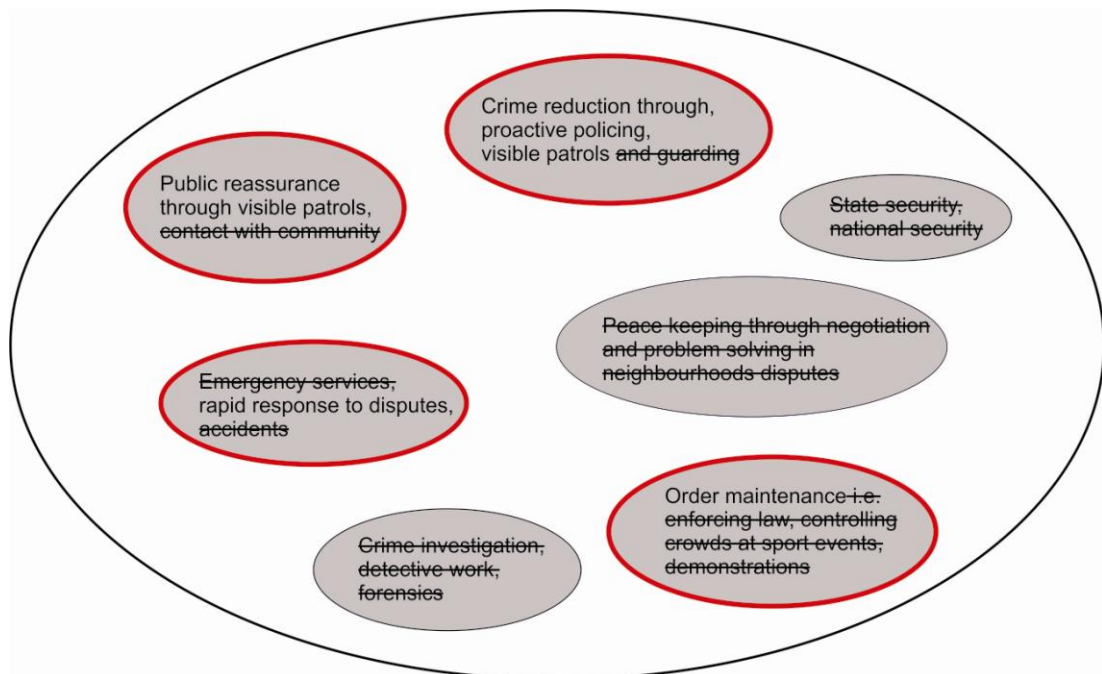 Crime reduction through,
proactive policing,
visible patrols and guarding
Public reassurance
through visible patrols,
contact with community
State security,
national security
Peace keeping through negotiation
and problem solving in
neighbourhoods disputes
Emergency services,
rapid response to disputes,
accidents
Order maintenance i.e.
enforcing law, controlling
crowds at sport events,
demonstrations
Crime investigation,
detective work,
forensics